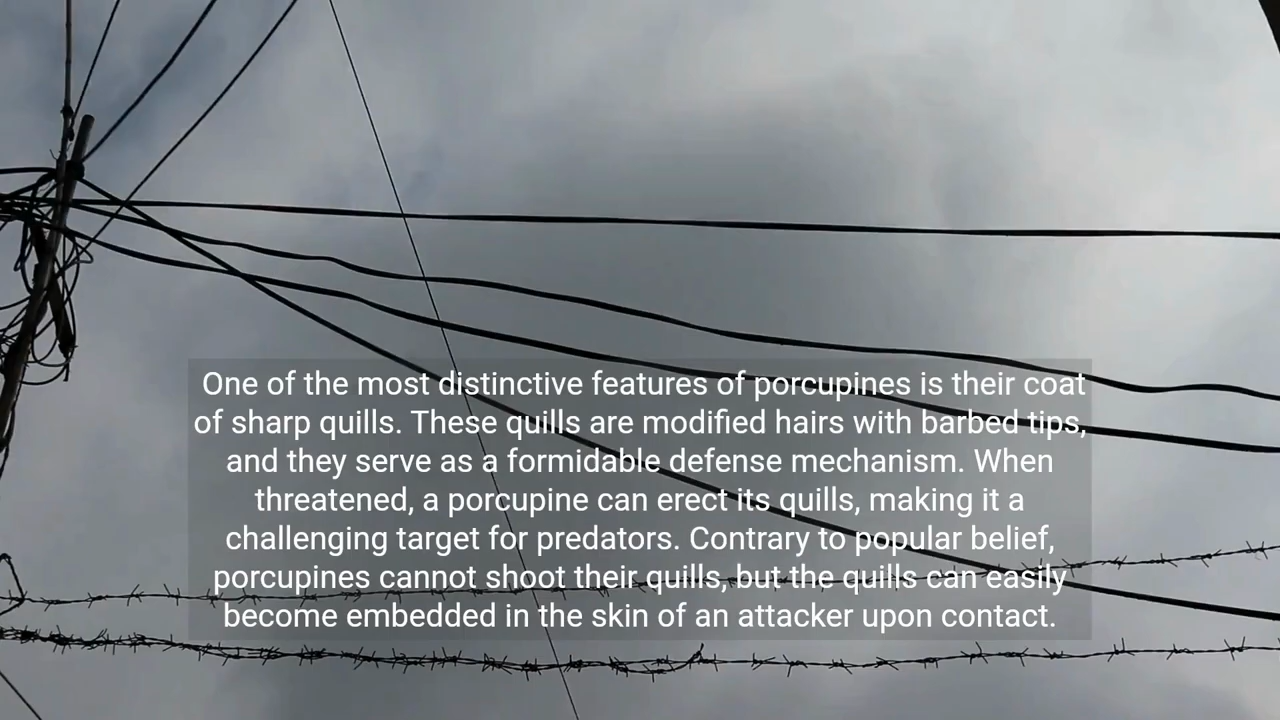 One of the most distinctive features of porcupines is their coat
of sharp quills. These quills are modified hairs with barbed tips,
and they serve as a formidable defense mechanism. When
threatened, a porcupine can erect its quills, making it a
challenging target for predators. Contrary to popular belief,
porcupines cannot shoot their quills, but the quills can easily
become embedded in the skin of an attacker upon contact.